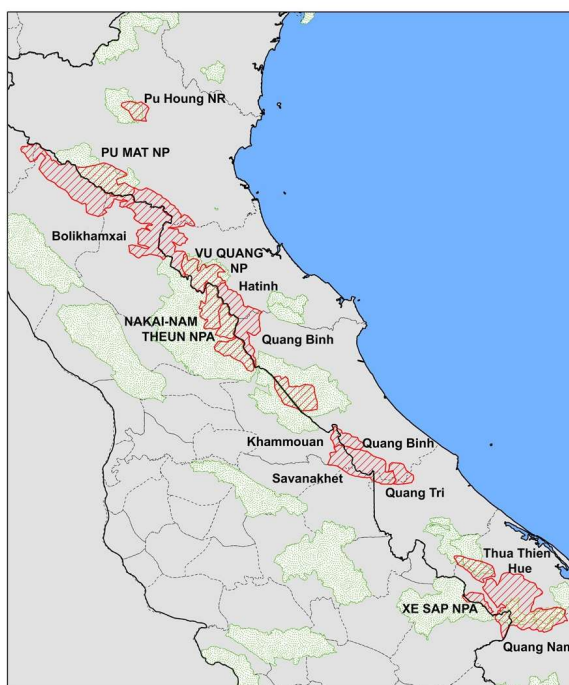 Pu Houng NR
PU MAT NP
Bolikhamxai
VU QUANG
NP
Hatinh
NAKAI-NAM
THEUN NPA
Quang Binh
Khammouan
Quang Binh
Savanakhet
Quang Tri
Thua Thien
Hue
XE SAP NPA
Quang Nam